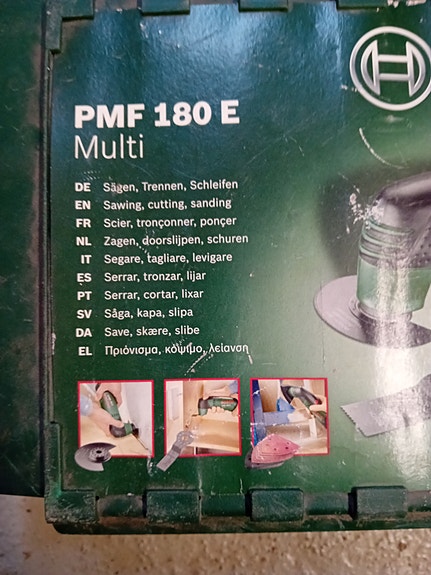 PMF 180 E
Multi
DE Sägen, Trennen, Schleifen
EN Sawing, cutting, sanding
FR Scier, tronçonner, ponçer
NL Zagen, doorslijpen, schuren
IT Segare, tagliare, levigare
ES Serrar, tronzar, lijar
PT Serrar, cortar, lixar
SV Såga, kapa, slipa
DA Save, skære, slibe
EL Πριόνισμα, κόψιμο, λείανση